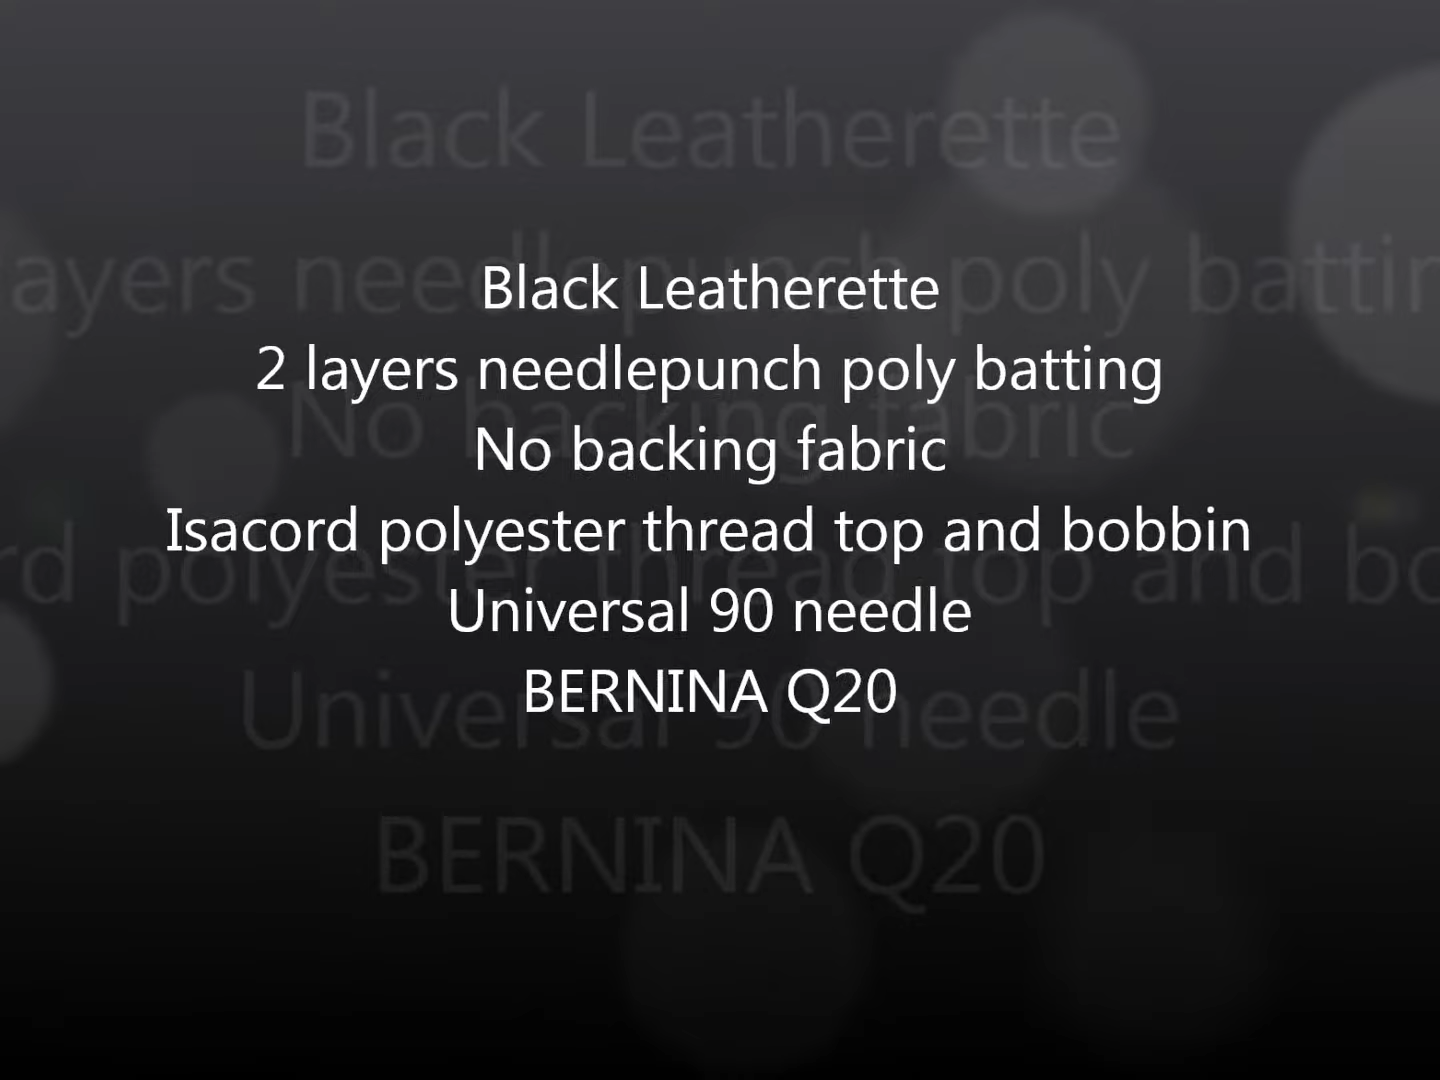 Black Leatherette
2 layers needlepunch poly batting
No backing fabric
Isacord polyester thread top and bobbin
Universal 90 needle
BERNINA Q20